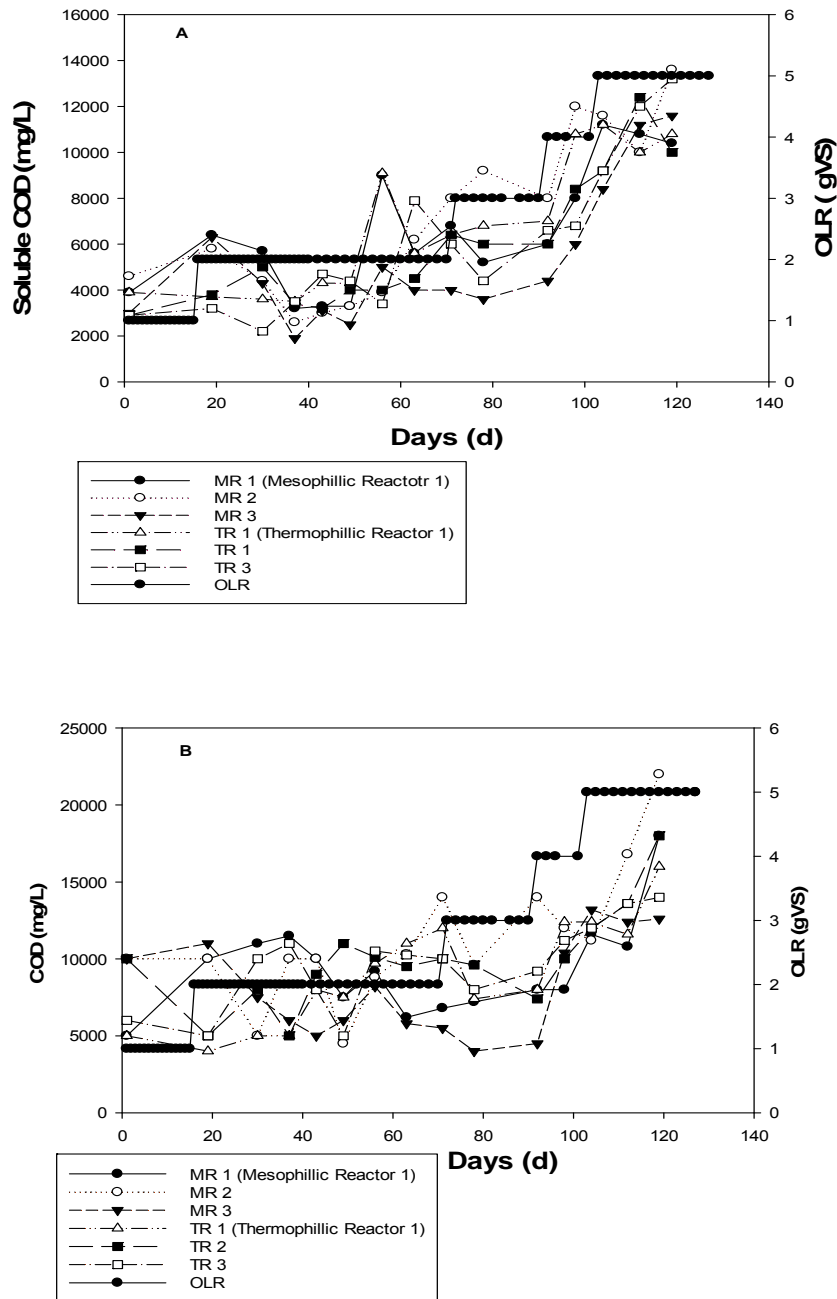 A
16000
14000
12000
10000
8000
6000
4000
2000
0
Soluble COD (mg/L)
6
5
4
3
2
1
0
OLR ( gVS)
0 20 40 60 80 100 120 140
Days (d)
MR 1 (Mesophillic Reactotr 1)
MR 2
MR 3
TR 1 (Thermophillic Reactor 1)
TR 1
TR 3
OLR
B
25000
20000
15000
10000
5000
0
COD (mg/L)
6
5
4
3
2
1
0
OLR (gVS)
0 20 40 60 80 100 120 140
Days (d)
MR 1 (Mesophillic Reactor 1)
MR 2
MR 3
TR 1 (Thermophillic Reactor 1)
TR 2
TR 3
OLR